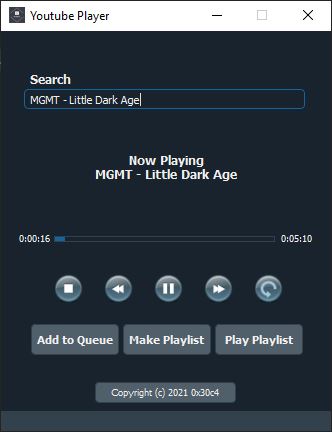 Youtube Player
Search
MGMT - Little Dark Age
Now Playing
MGMT - Little Dark Age
0:00:16 0:05:10
Add to Queue Make Playlist Play Playlist
Copyright (c) 2021 0x30c4